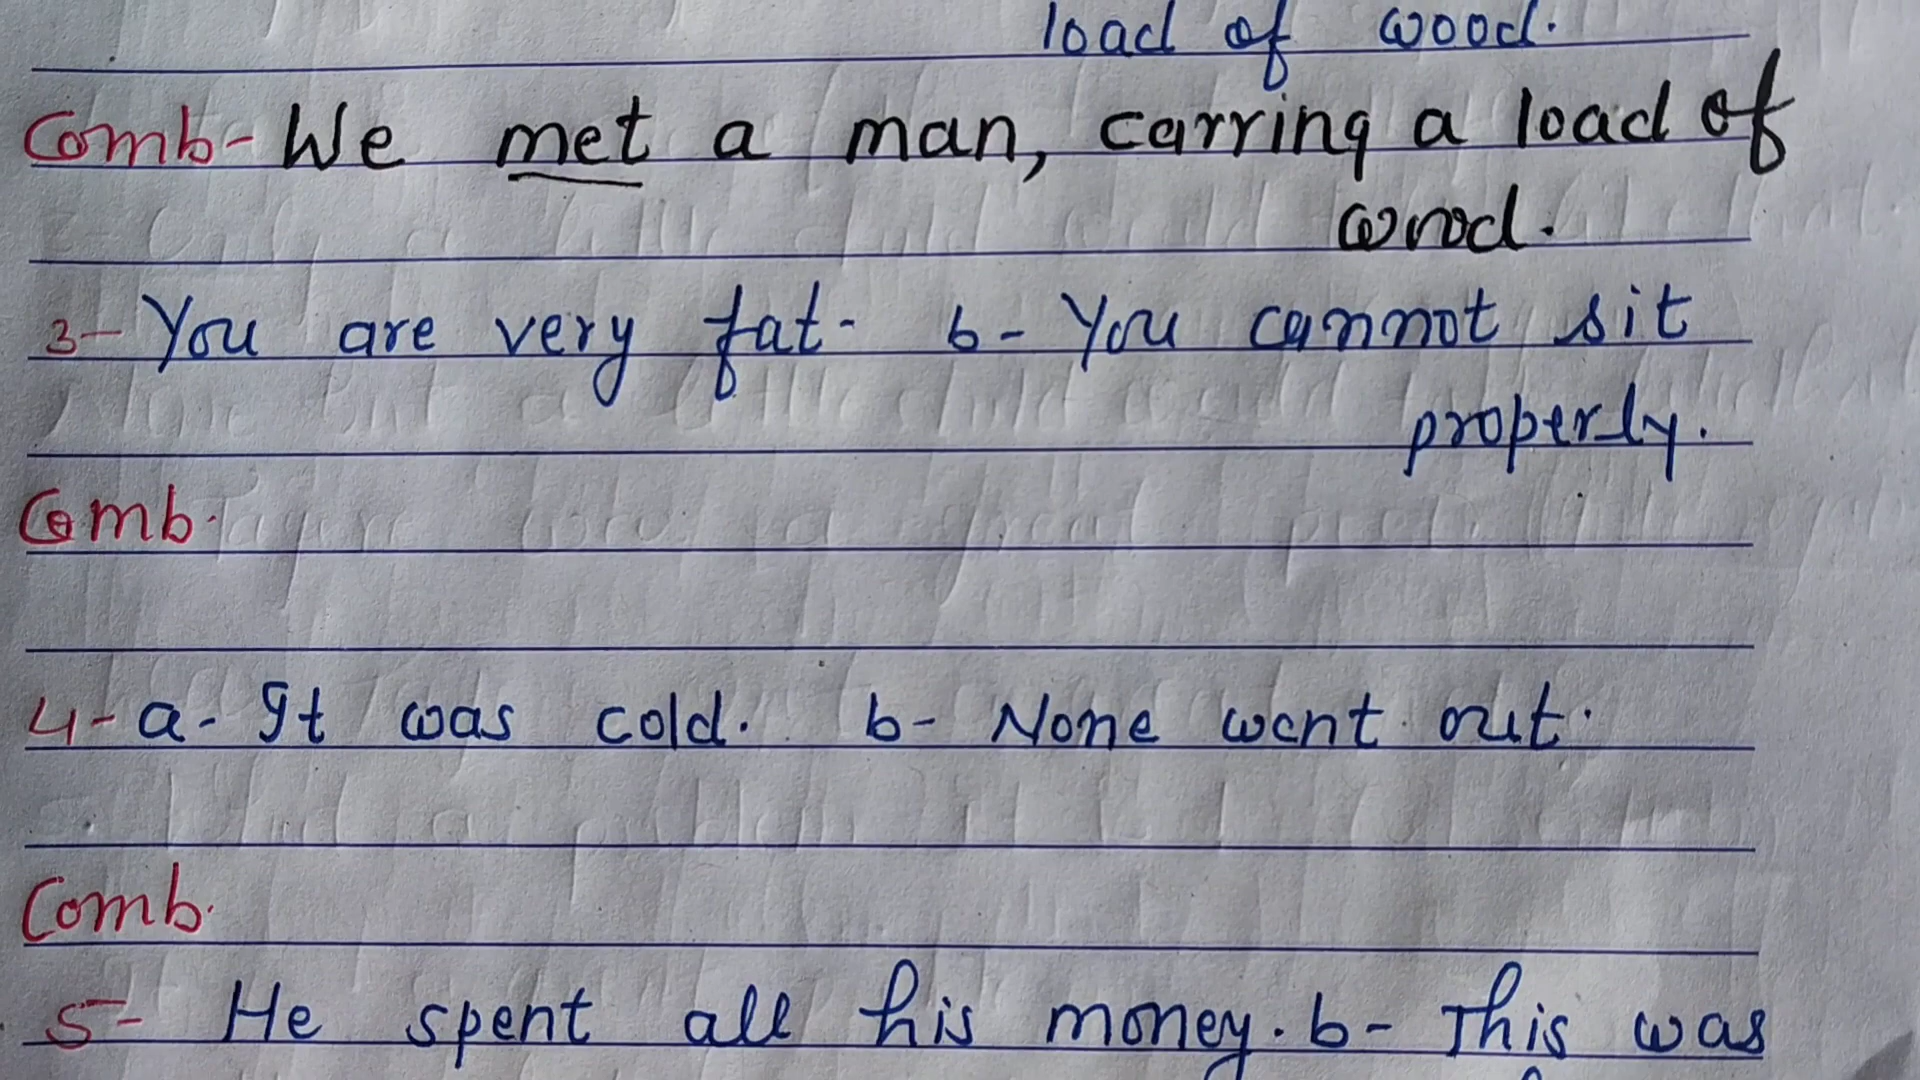 load of wood.
Comb- We met a man, carring a load of
wood.
3- You are very fat- b- You cannot sit
properly.
Comb.
4- a- It was cold. b- None went out.
Comb.
5- He spent all his money. b- This was